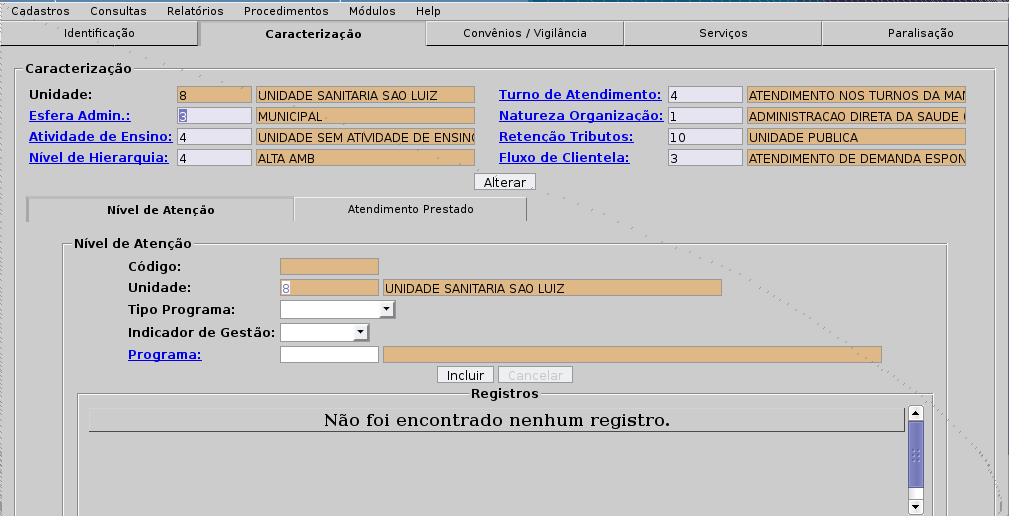 Cadastros Consultas Relatórios Procedimentos Módulos Help
Identificação Caracterização Convênios / Vigilância Serviços Paralisação
Caracterização
Unidade: 8 UNIDADE SANITARIA SAO LUIZ Turno de Atendimento: 4 ATENDIMENTO NOS TURNOS DA MAN
Esfera Admin.: 3 MUNICIPAL Natureza Organização: 1 ADMINISTRACAO DIRETA DA SAUDE (
Atividade de Ensino: 4 UNIDADE SEM ATIVIDADE DE ENSINO Retenção Tributos: 10 UNIDADE PUBLICA
Nível de Hierarquia: 4 ALTA AMB Fluxo de Clientela: 3 ATENDIMENTO DE DEMANDA ESPON
Alterar
Nível de Atenção Atendimento Prestado
Nível de Atenção
Código:
Unidade: 8 UNIDADE SANITARIA SAO LUIZ
Tipo Programa:
Indicador de Gestão:
Programa:
Incluir Cancelar
Registros
Não foi encontrado nenhum registro.